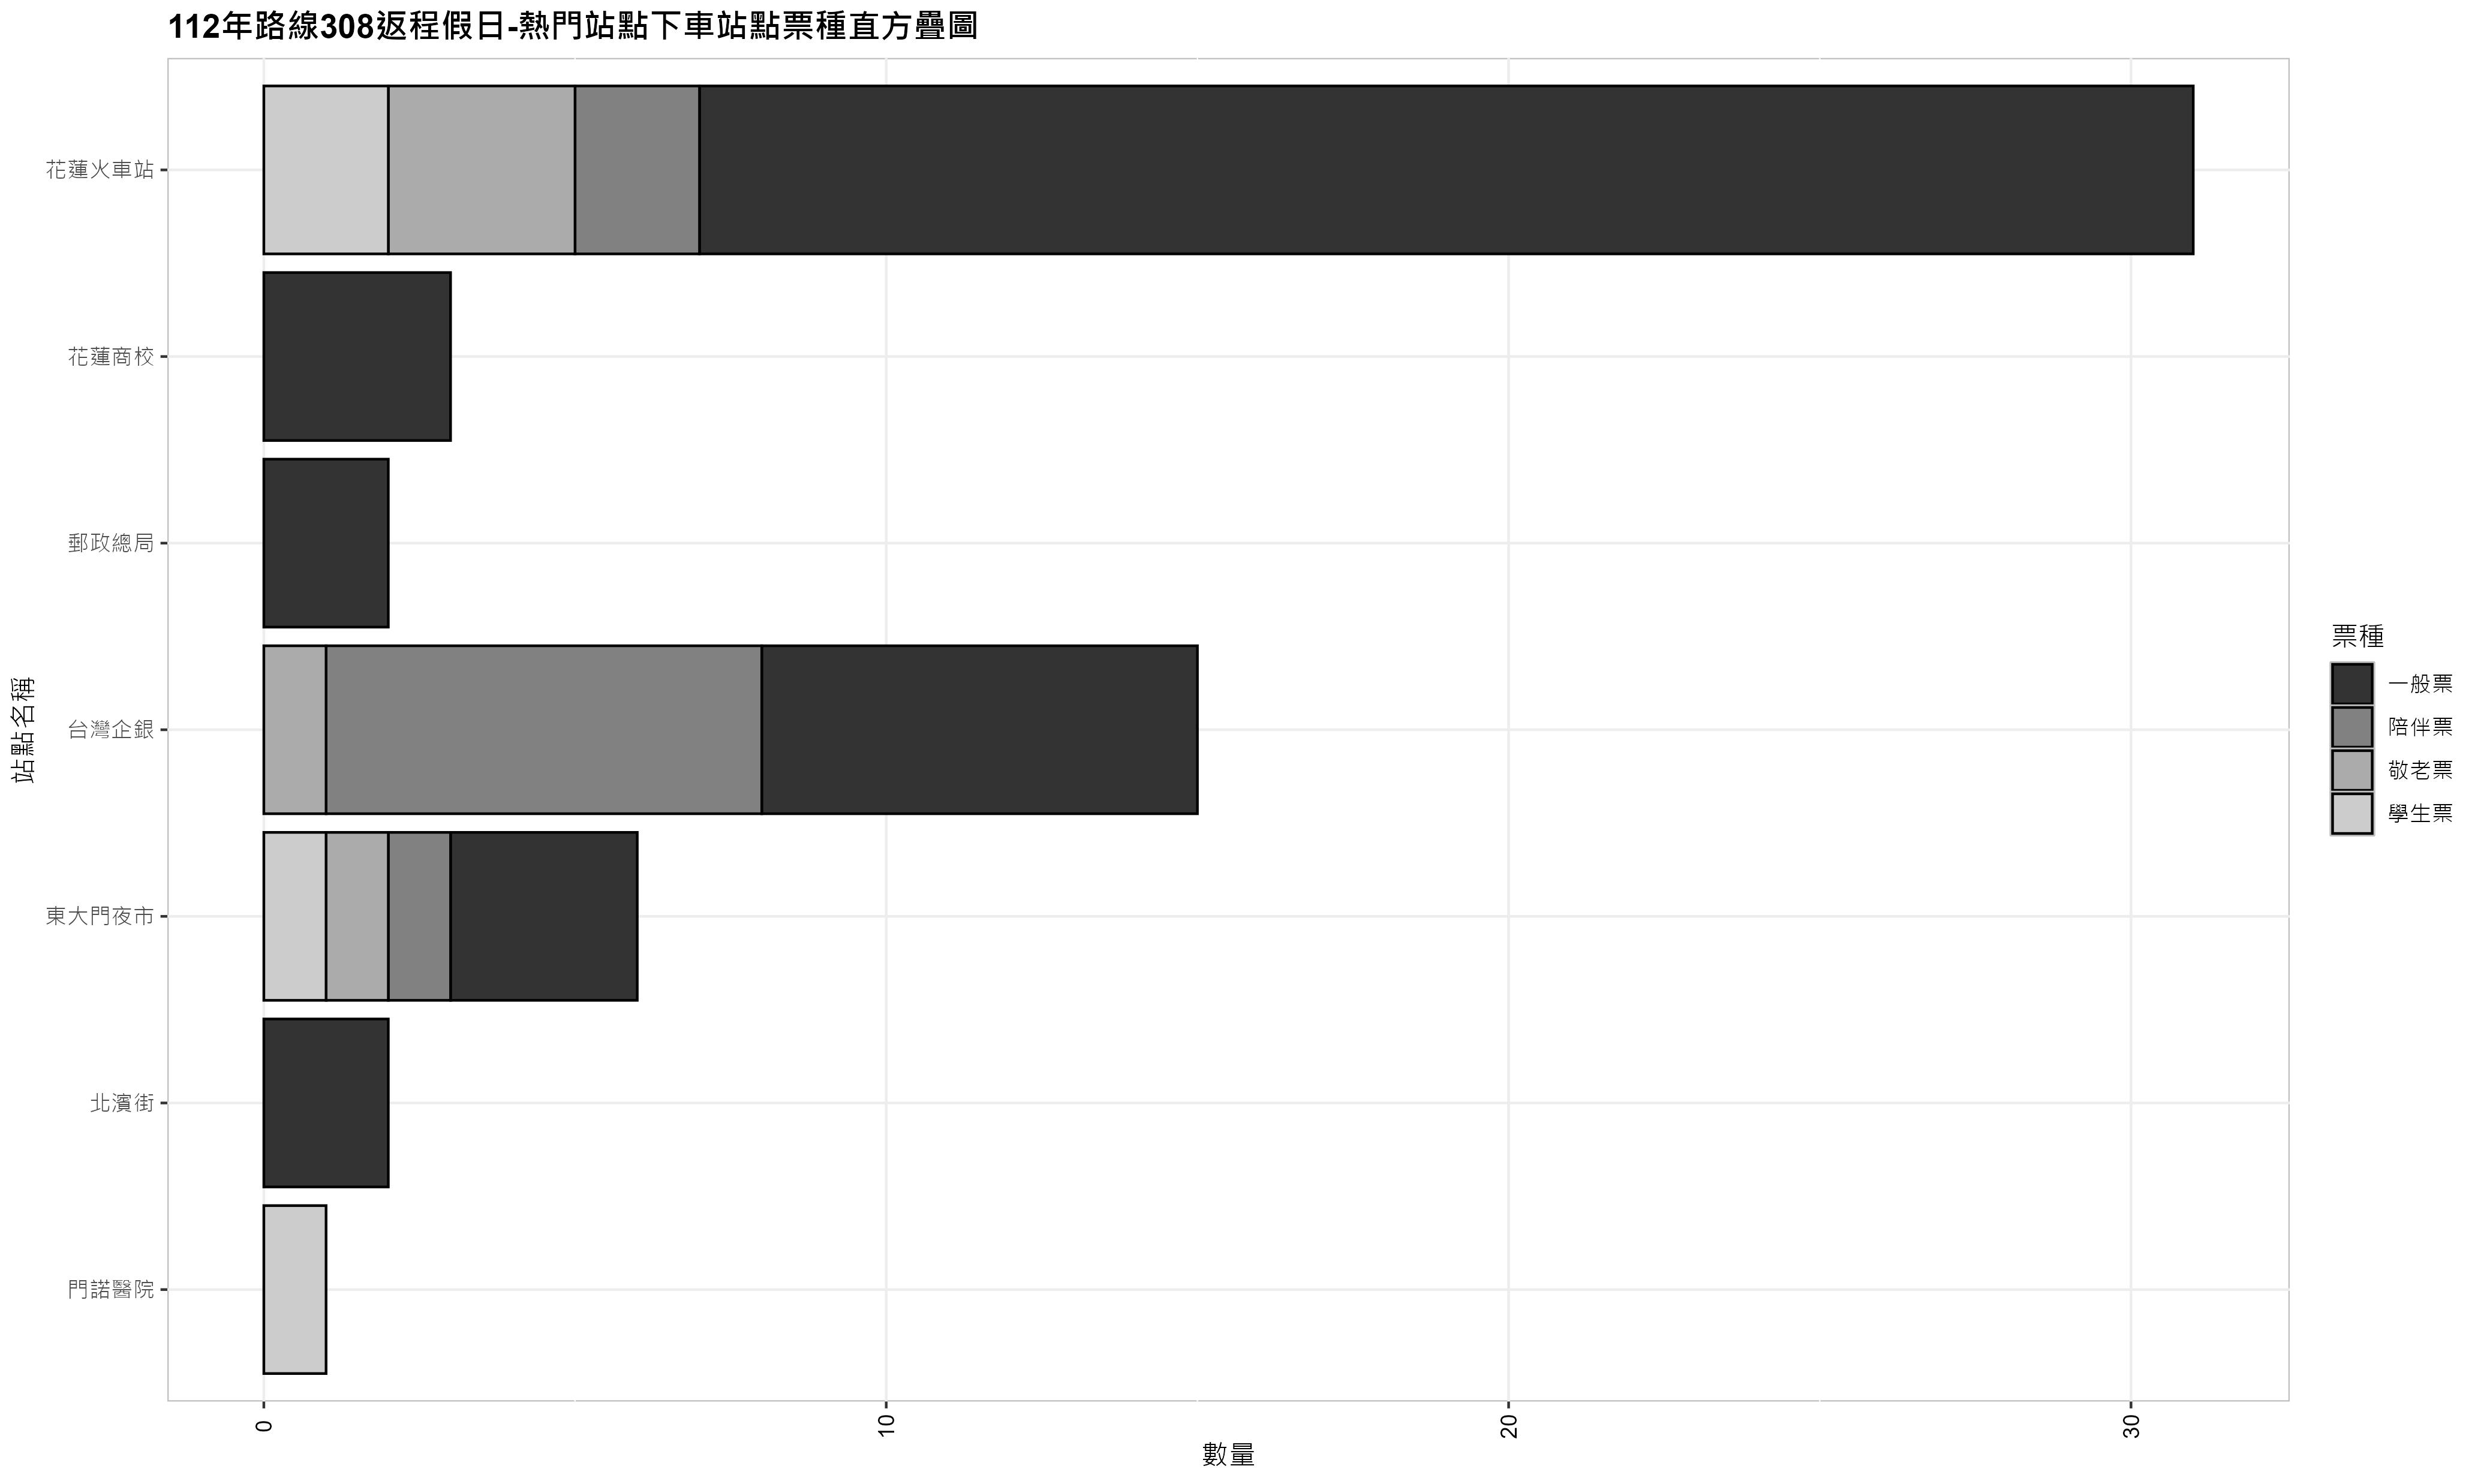 112年路線308返程假日-熱門站點下車站點票種直方疊圖
站點名稱
花蓮火車站
花蓮商校
郵政總局
台灣企銀
東大門夜市
北濱街
門諾醫院
0
10
20
30
數量
票種
一般票
陪伴票
敬老票
學生票